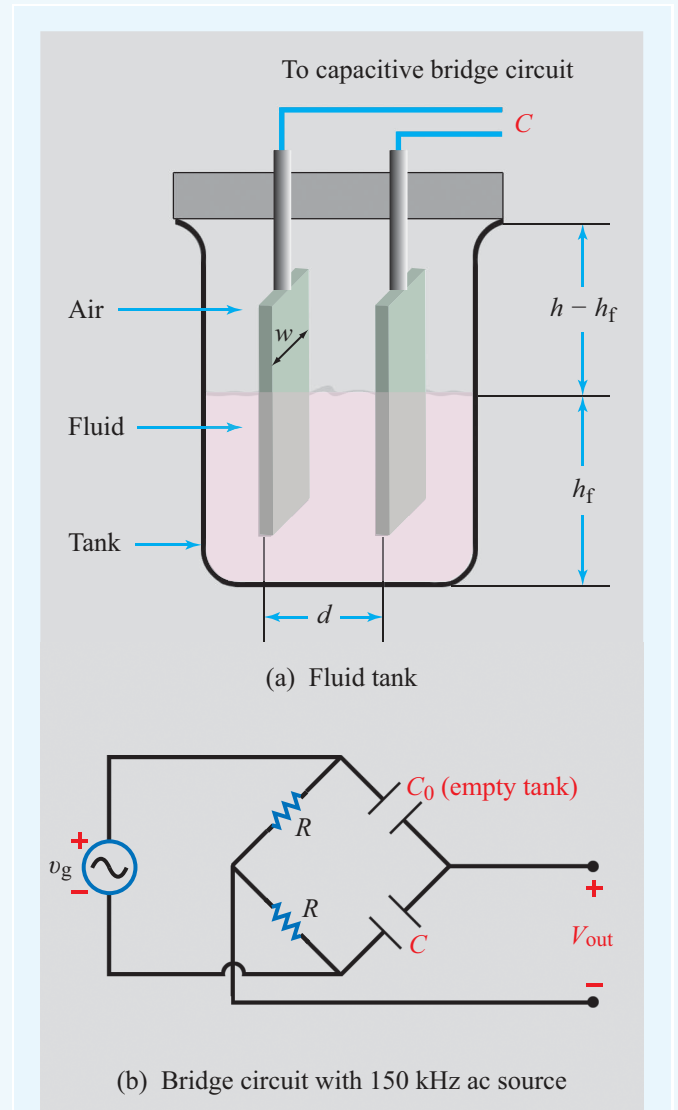 To capacitive bridge circuit
C
Air
w
h − hf
Fluid
hf
Tank
d
(a) Fluid tank
C0 (empty tank)
R
+
υg
−
+
R
C
Vout
−
(b) Bridge circuit with 150 kHz ac source